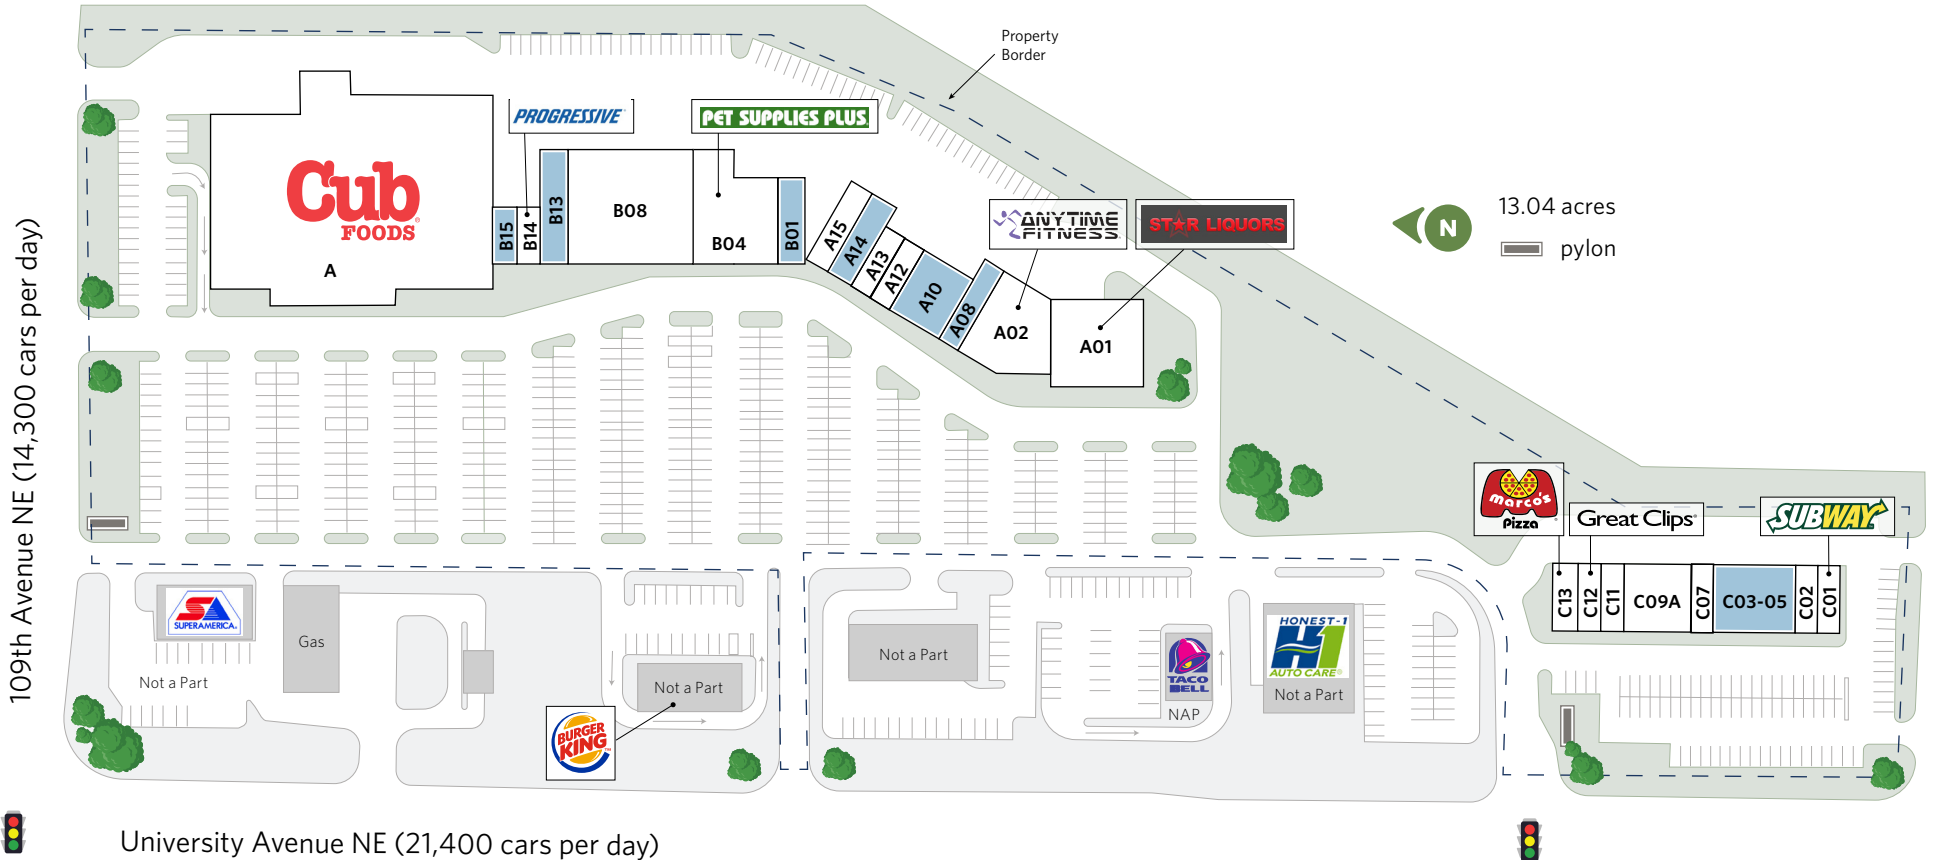 Property
Border
PROGRESSIVE
PET SUPPLIES PLUS
Cub
FOODS
A
B15
B14
B13
B08
B04
B01
A15
A14
A13
A12
A10
A08
A02
A01
ANYTIME
FITNESS
STAR LIQUORS
N
13.04 acres
pylon
109th Avenue NE (14,300 cars per day)
marco's
Pizza
Great Clips
SUBWAY
C13
C12
C11
C09A
C07
C03-05
C02
C01
SA
SUPERAMERICA
Not a Part
Gas
Not a Part
BURGER
KING
Not a Part
TACO
BELL
NAP
HONEST-1
H1
AUTO CARE
Not a Part
University Avenue NE (21,400 cars per day)